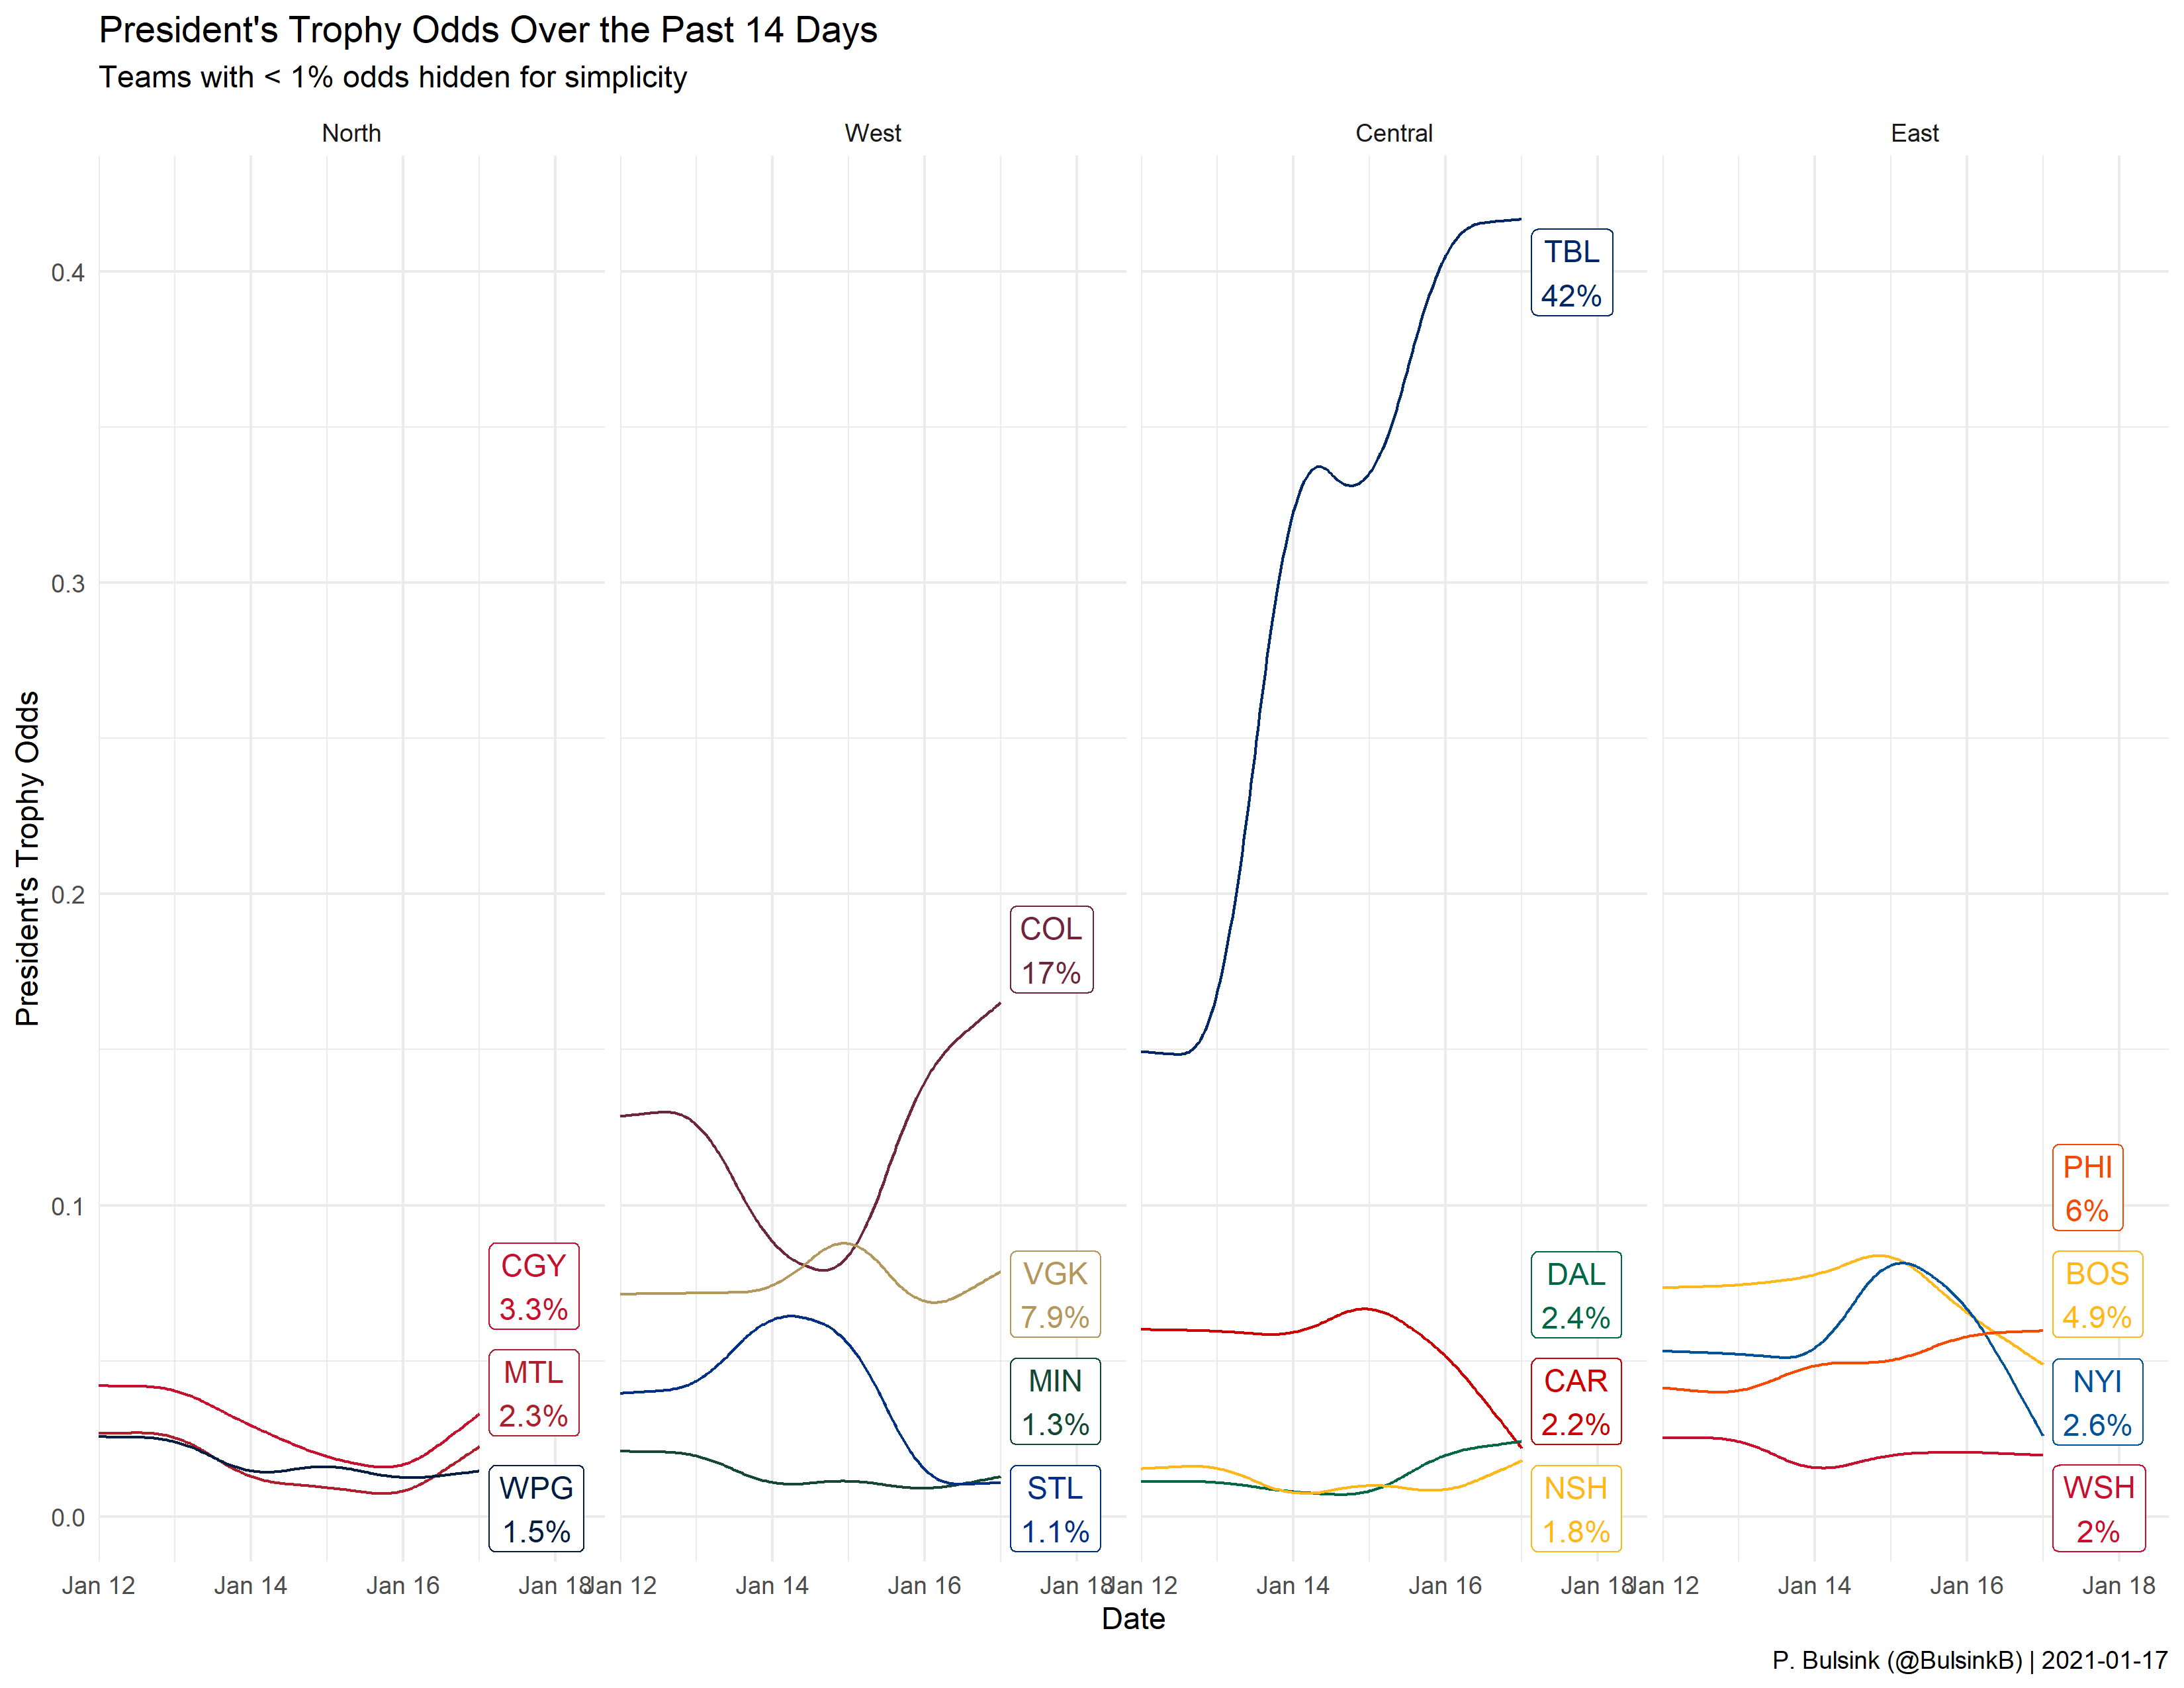 President's Trophy Odds Over the Past 14 Days
Teams with < 1% odds hidden for simplicity
North
West
Central
East
President's Trophy Odds
0.4
0.3
0.2
0.1
0.0
CGY
3.3%
MTL
2.3%
WPG
1.5%
COL
17%
VGK
7.9%
MIN
1.3%
STL
1.1%
TBL
42%
DAL
2.4%
CAR
2.2%
NSH
1.8%
PHI
6%
BOS
4.9%
NYI
2.6%
WSH
2%
Jan 12 Jan 14 Jan 16 Jan 18
Jan 12 Jan 14 Jan 16 Jan 18
Jan 12 Jan 14 Jan 16 Jan 18
Jan 12 Jan 14 Jan 16 Jan 18
Date
P. Bulsink (@BulsinkB) | 2021-01-17